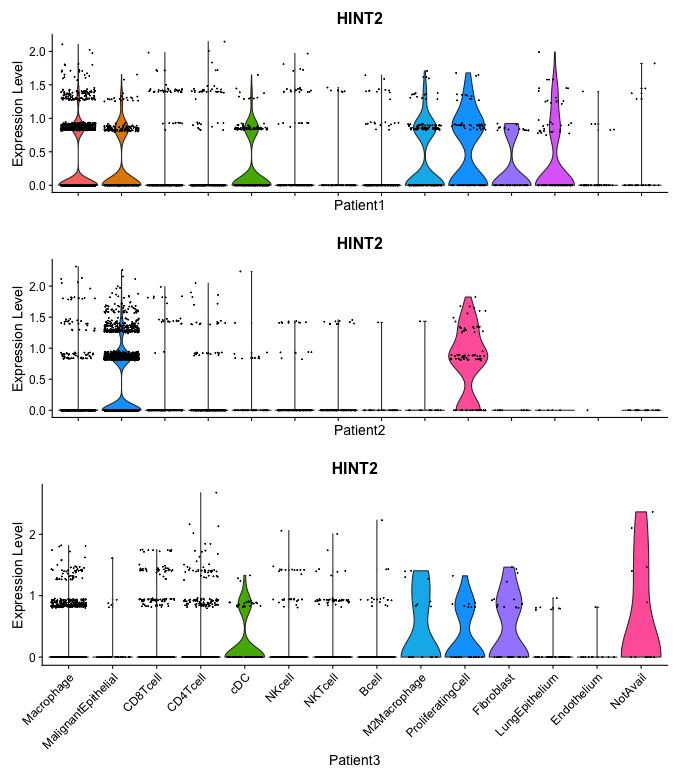 HINT2
Expression Level
2.0
1.5
1.0
0.5
0.0
Patient1
HINT2
Expression Level
2.0
1.5
1.0
0.5
0.0
Patient2
HINT2
Expression Level
2
1
0
Macrophage
MalignantEpithelial
CD8Tcell
CD4Tcell
cDC
NKcell
NKTcell
Bcell
M2Macrophage
ProliferatingCell
Fibroblast
LungEpithelium
Endothelium
NotAvail
Patient3